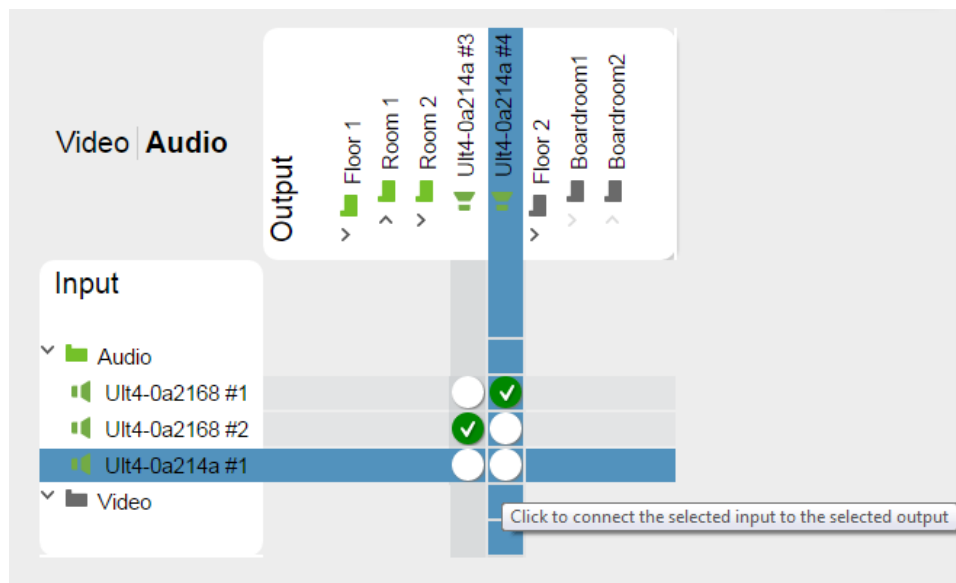 Video Audio
Output
Floor 1
Room 1
Room 2
Ult4-0a214a #3
Ult4-0a214a #4
Floor 2
Boardroom1
Boardroom2
Input
Audio
Ult4-0a2168 #1
Ult4-0a2168 #2
Ult4-0a214a #1
Video
Click to connect the selected input to the selected output